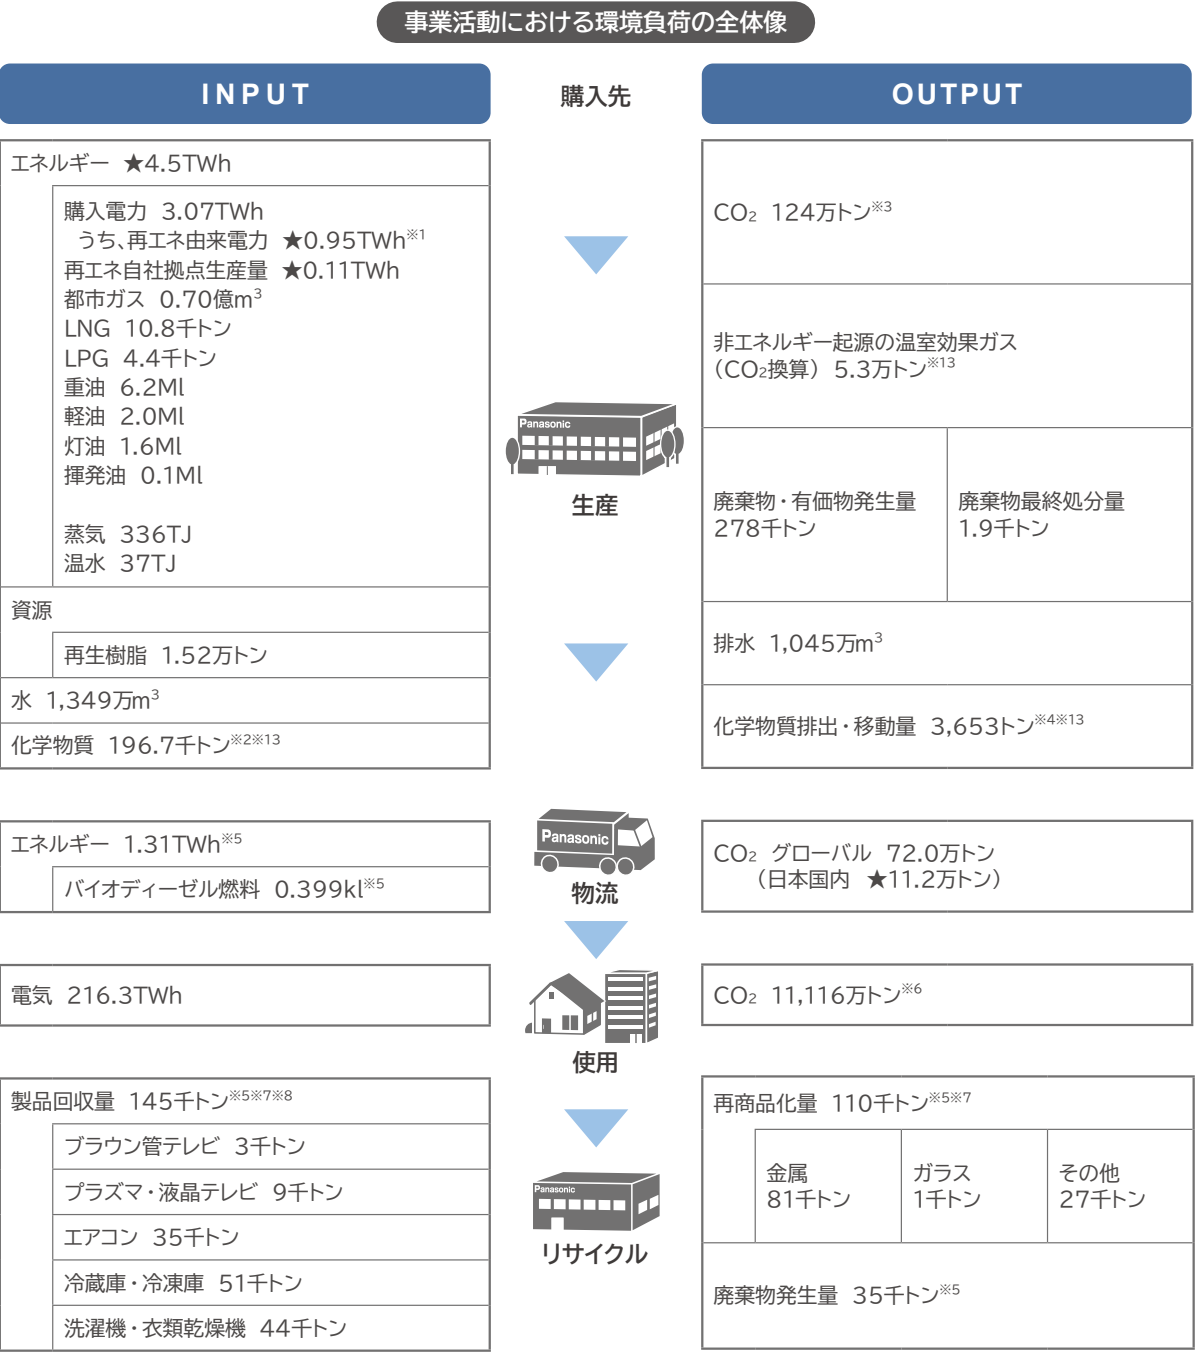 事業活動における環境負荷の全体像
INPUT
購入先
OUTPUT
エネルギー ★4.5TWh
購入電力 3.07TWh
うち、再エネ由来電力 ★0.95TWh※1
再エネ自社拠点生産量 ★0.11TWh
都市ガス 0.70億m³
LNG 10.8千トン
LPG 4.4千トン
重油 6.2Ml
軽油 2.0Ml
灯油 1.6Ml
揮発油 0.1Ml
蒸気 336TJ
温水 37TJ
資源
再生樹脂 1.52万トン
水 1,349万m³
化学物質 196.7千トン※2※13
Panasonic
生産
CO₂ 124万トン※3
非エネルギー起源の温室効果ガス
(CO₂換算) 5.3万トン※13
廃棄物・有価物発生量
278千トン
廃棄物最終処分量
1.9千トン
排水 1,045万m³
化学物質排出・移動量 3,653トン※4※13
エネルギー 1.31TWh※5
バイオディーゼル燃料 0.399kl※5
Panasonic
物流
CO₂ グローバル 72.0万トン
(日本国内 ★11.2万トン)
電気 216.3TWh
使用
CO₂ 11,116万トン※6
製品回収量 145千トン※5※7※8
ブラウン管テレビ 3千トン
プラズマ・液晶テレビ 9千トン
エアコン 35千トン
冷蔵庫・冷凍庫 51千トン
洗濯機・衣類乾燥機 44千トン
Panasonic
リサイクル
再商品化量 110千トン※5※7
金属
81千トン
ガラス
1千トン
その他
27千トン
廃棄物発生量 35千トン※5